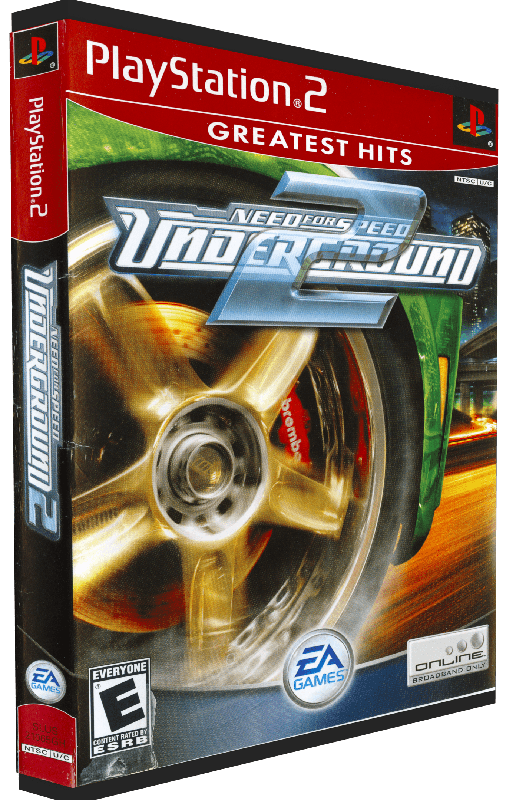 PlayStation®2
GREATEST HITS
NTSC U/C
NEED FOR SPEED
UNDERGROUND
2
brembo
EA
GAMES
ONLINE
BROADBAND ONLY
EVERYONE
E
CONTENT RATED BY
ESRB
PlayStation®2
NEED FOR SPEED
UNDERGROUND
2
EA
GAMES
NTSC U/C